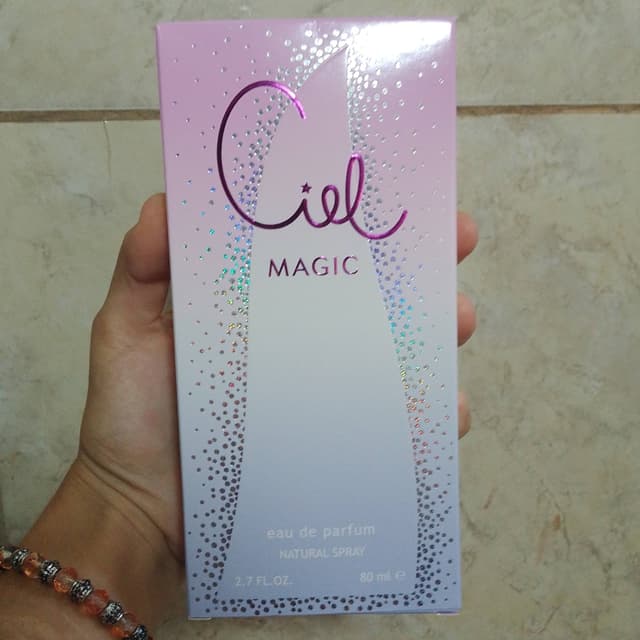 Ciel
MAGIC
eau de parfum
NATURAL SPRAY
2.7 FL.OZ. 80 ml ℮